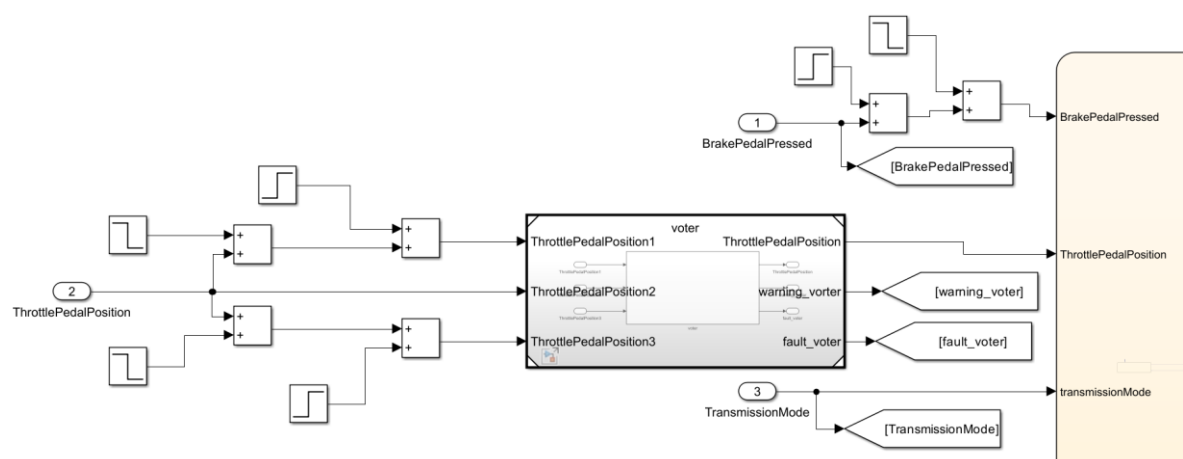 1
BrakePedalPressed
[BrakePedalPressed]
BrakePedalPressed
voter
ThrottlePedalPosition1
ThrottlePedalPosition
ThrottlePedalPosition
2
ThrottlePedalPosition
ThrottlePedalPosition2
warning_vorter
[warning_voter]
ThrottlePedalPosition3
fault_voter
[fault_voter]
3
TransmissionMode
transmissionMode
[TransmissionMode]